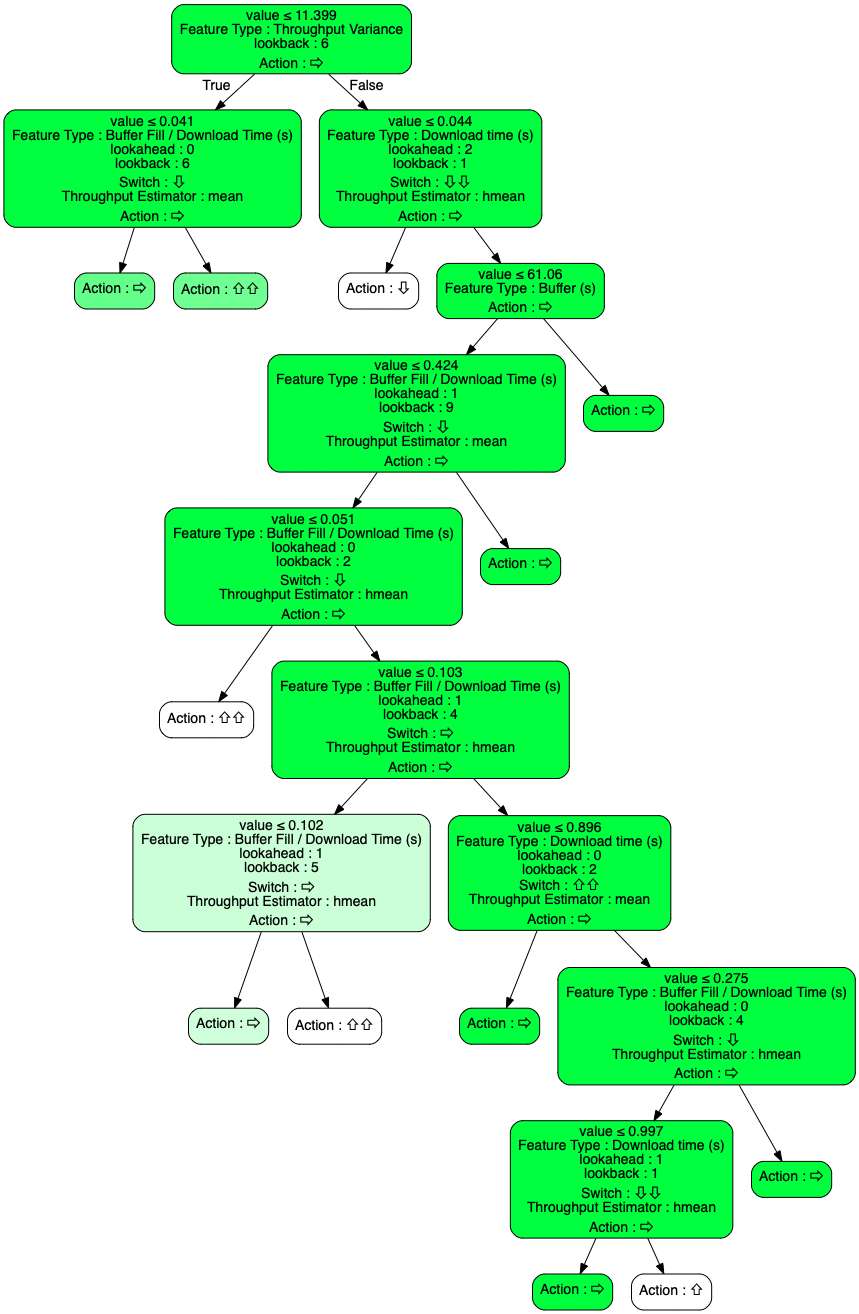 value ≤ 11.399
Feature Type : Throughput Variance
lookback : 6
Action : ⇨
True
False
value ≤ 0.041
Feature Type : Buffer Fill / Download Time (s)
lookahead : 0
lookback : 6
Switch : ⇩
Throughput Estimator : mean
Action : ⇨
value ≤ 0.044
Feature Type : Download time (s)
lookahead : 2
lookback : 1
Switch : ⇩⇩
Throughput Estimator : hmean
Action : ⇨
Action : ⇨
Action : ⇧⇧
Action : ⇩
value ≤ 61.06
Feature Type : Buffer (s)
Action : ⇨
value ≤ 0.424
Feature Type : Buffer Fill / Download Time (s)
lookahead : 1
lookback : 9
Switch : ⇩
Throughput Estimator : mean
Action : ⇨
Action : ⇨
value ≤ 0.051
Feature Type : Buffer Fill / Download Time (s)
lookahead : 0
lookback : 2
Switch : ⇩
Throughput Estimator : hmean
Action : ⇨
Action : ⇨
Action : ⇧⇧
value ≤ 0.103
Feature Type : Buffer Fill / Download Time (s)
lookahead : 1
lookback : 4
Switch : ⇨
Throughput Estimator : hmean
Action : ⇨
value ≤ 0.102
Feature Type : Buffer Fill / Download Time (s)
lookahead : 1
lookback : 5
Switch : ⇨
Throughput Estimator : hmean
Action : ⇨
value ≤ 0.896
Feature Type : Download time (s)
lookahead : 0
lookback : 2
Switch : ⇧⇧
Throughput Estimator : mean
Action : ⇨
Action : ⇨
Action : ⇧⇧
Action : ⇨
value ≤ 0.275
Feature Type : Buffer Fill / Download Time (s)
lookahead : 0
lookback : 4
Switch : ⇩
Throughput Estimator : hmean
Action : ⇨
value ≤ 0.997
Feature Type : Download time (s)
lookahead : 1
lookback : 1
Switch : ⇩⇩
Throughput Estimator : hmean
Action : ⇨
Action : ⇨
Action : ⇨
Action : ⇧